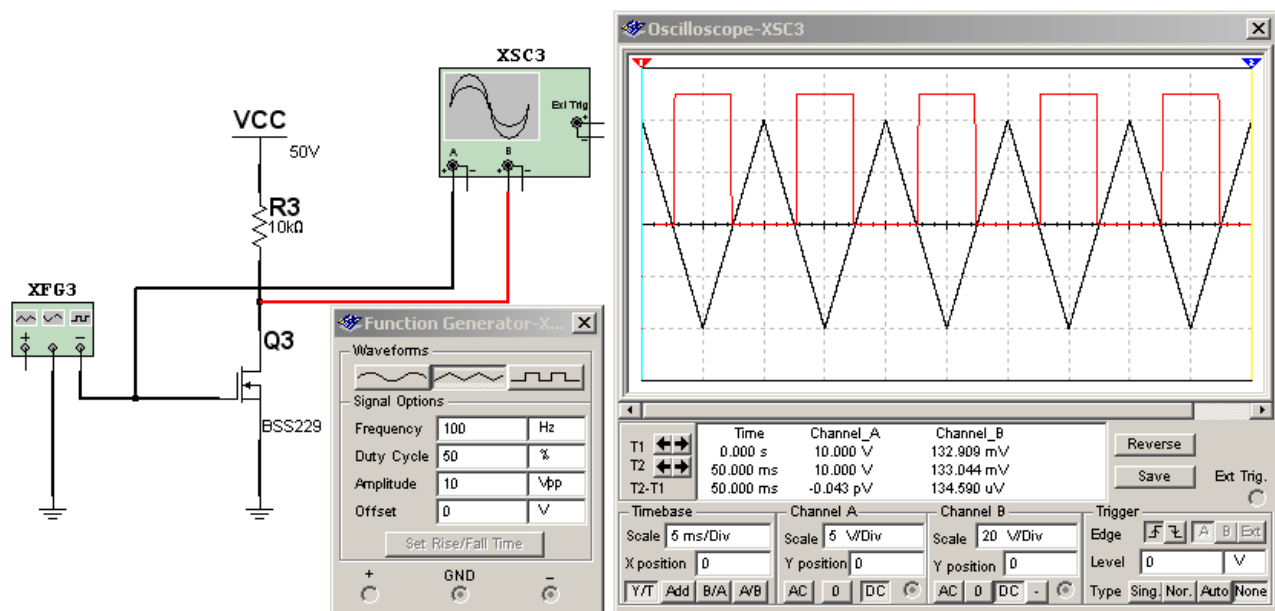 XSC3
Ext Trig
+
-
A
B
+
-
+
-
VCC
50V
R3
10kΩ
XFG3
+
-
Q3
BSS229
Function Generator-X...
Waveforms
Signal Options
Frequency 100 Hz
Duty Cycle 50 %
Amplitude 10 Vpp
Offset 0 V
Set Rise/Fall Time
+ GND -
Oscilloscope-XSC3
1 2
Time Channel_A Channel_B
T1 0.000 s 10.000 V 132.909 mV
T2 50.000 ms 10.000 V 133.044 mV
T2-T1 50.000 ms -0.043 pV 134.590 uV
Reverse
Save
Ext Trig.
Timebase Channel A Channel B Trigger
Scale 5 ms/Div Scale 5 V/Div Scale 20 V/Div Edge A B Ext
X position 0 Y position 0 Y position 0 Level 0 V
Y/T Add B/A A/B AC 0 DC AC 0 DC - Type Sing. Nor. Auto None